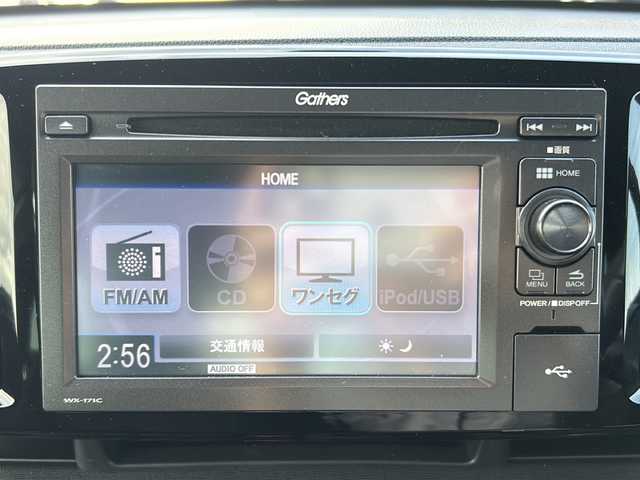 Gathers
■画質
HOME
HOME
FM/AM
CD
ワンセグ
iPod/USB
MENU
BACK
POWER/■DISP OFF
2:56
交通情報
AUDIO OFF
WX-171C